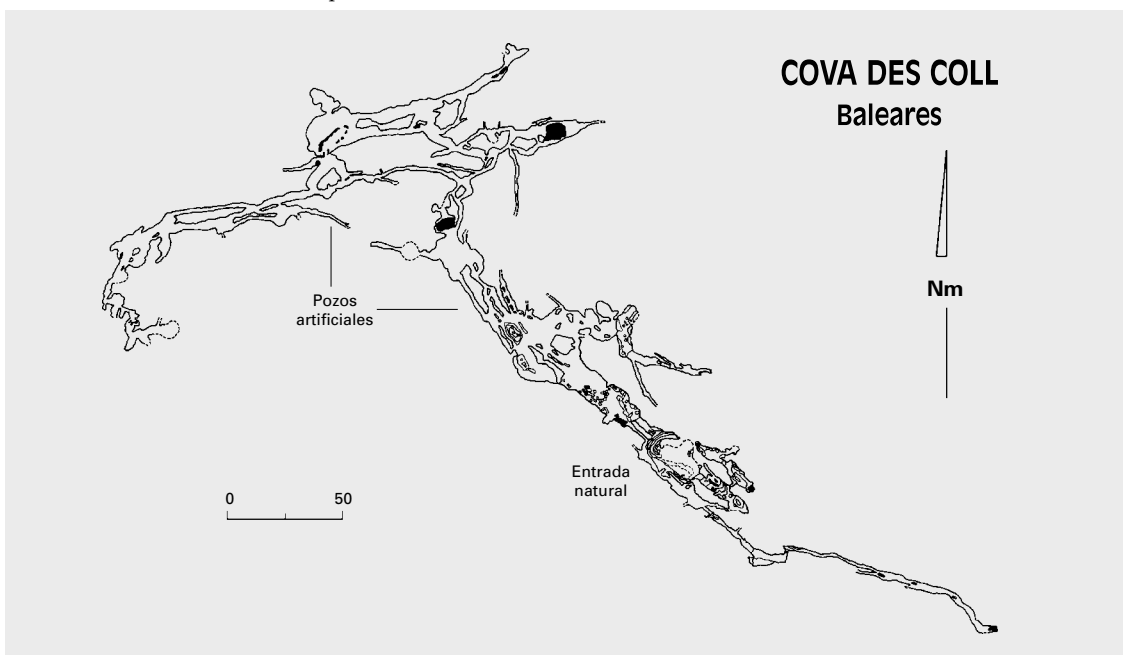 COVA DES COLL
Baleares
Nm
Pozos
artificiales
Entrada
natural
0 50